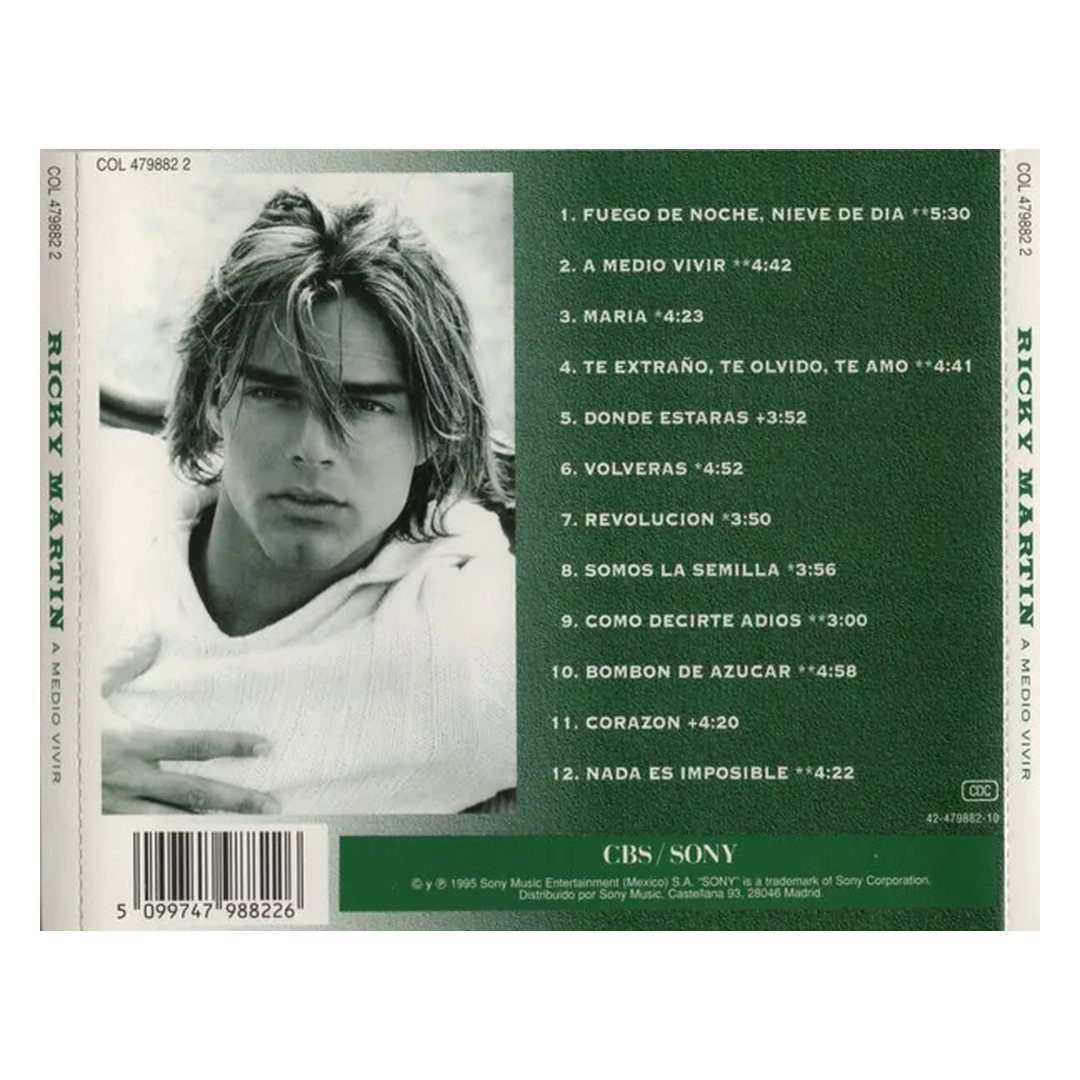 COL 479882 2
COL 479882 2
RICKY MARTIN A MEDIO VIVIR
1. FUEGO DE NOCHE, NIEVE DE DIA **5:30
2. A MEDIO VIVIR **4:42
3. MARIA *4:23
4. TE EXTRAÑO, TE OLVIDO, TE AMO **4:41
5. DONDE ESTARAS +3:52
6. VOLVERAS *4:52
7. REVOLUCION *3:50
8. SOMOS LA SEMILLA *3:56
9. COMO DECIRTE ADIOS **3:00
10. BOMBON DE AZUCAR **4:58
11. CORAZON +4:20
12. NADA ES IMPOSIBLE **4:22
CDC
42-479882-10
CBS / SONY
© y ℗ 1995 Sony Music Entertainment (Mexico) S.A. "SONY" is a trademark of Sony Corporation.
Distribuido por Sony Music, Castellana 93, 28046 Madrid.
5 099747 988226
COL 479882 2
RICKY MARTIN A MEDIO VIVIR